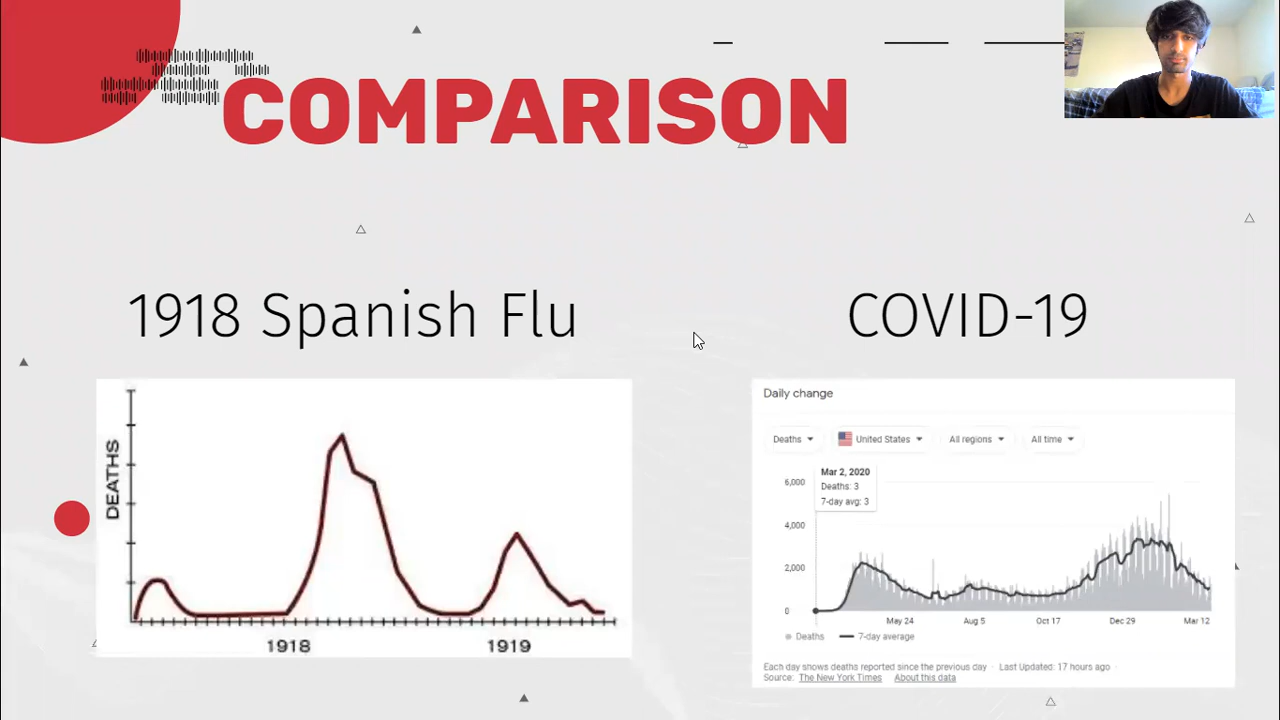 COMPARISON
1918 Spanish Flu
COVID-19
DEATHS
1918 1919
Daily change
Deaths United States All regions All time
Mar 2, 2020
Deaths: 3
7-day avg: 3
6,000
4,000
2,000
0
May 24 Aug 5 Oct 17 Dec 29 Mar 12
Deaths 7-day average
Each day shows deaths reported since the previous day · Last Updated: 17 hours ago ·
Source: The New York Times · About this data